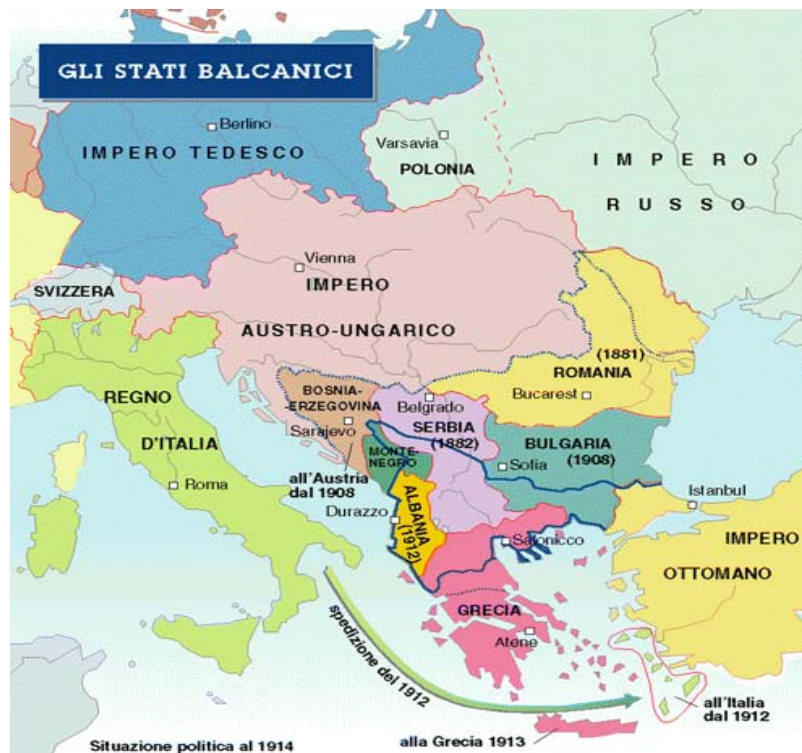 GLI STATI BALCANICI
Berlino
IMPERO TEDESCO
Varsavia
POLONIA
IMPERO
RUSSO
Vienna
IMPERO
SVIZZERA
AUSTRO-UNGARICO
(1881)
ROMANIA
REGNO
BOSNIA-
ERZEGOVINA
Belgrado
Bucarest
D'ITALIA
Sarajevo
SERBIA
(1882)
BULGARIA
(1908)
MONTE-
NEGRO
Sofia
all'Austria
dal 1908
Roma
Durazzo
ALBANIA
(1912)
Istanbul
Salonicco
IMPERO
OTTOMANO
GRECIA
Atene
spedizione del 1912
all'Italia
dal 1912
Situazione politica al 1914
alla Grecia 1913